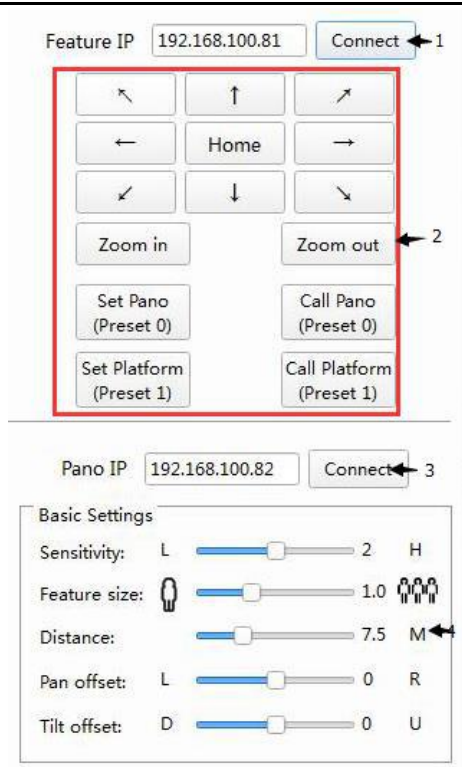 Feature IP 192.168.100.81 Connect 1
↖ ↑ ↗
← Home →
↙ ↓ ↘
Zoom in Zoom out 2
Set Pano (Preset 0) Call Pano (Preset 0)
Set Platform (Preset 1) Call Platform (Preset 1)
Pano IP 192.168.100.82 Connect 3
Basic Settings
Sensitivity: L 2 H
Feature size: 1.0
Distance: 7.5 M 4
Pan offset: L 0 R
Tilt offset: D 0 U